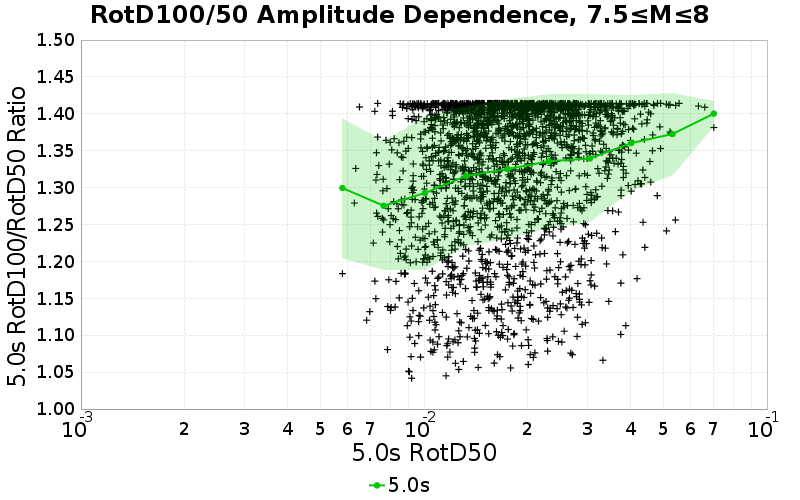 RotD100/50 Amplitude Dependence, 7.5≤M≤8
5.0s RotD100/RotD50 Ratio
1.50
1.45
1.40
1.35
1.30
1.25
1.20
1.15
1.10
1.05
1.00
10-3 2 3 4 5 6 7 10-2 2 3 4 5 6 7 10-1
5.0s RotD50
5.0s